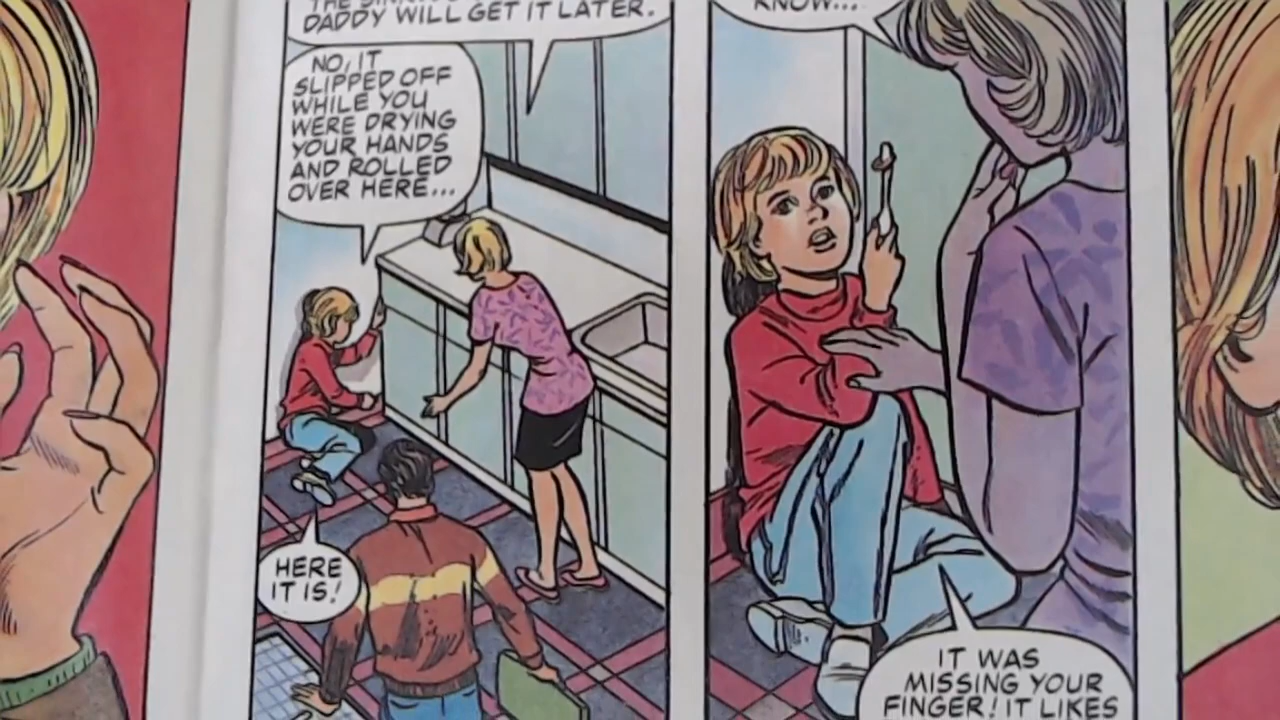 DADDY WILL GET IT LATER.
NO, IT
SLIPPED OFF
WHILE YOU
WERE DRYING
YOUR HANDS
AND ROLLED
OVER HERE...
HERE
IT IS!
KNOW...
IT WAS
MISSING YOUR
FINGER! IT LIKES